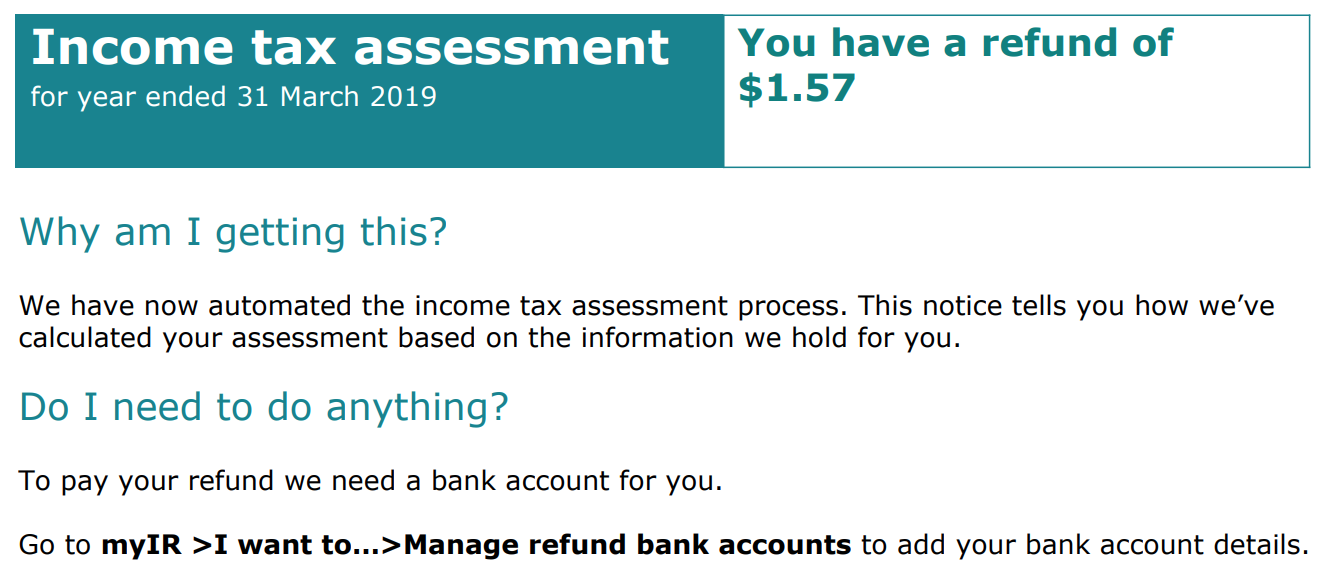 Income tax assessment
for year ended 31 March 2019
You have a refund of
$1.57
Why am I getting this?
We have now automated the income tax assessment process. This notice tells you how we’ve
calculated your assessment based on the information we hold for you.
Do I need to do anything?
To pay your refund we need a bank account for you.
Go to myIR >I want to...>Manage refund bank accounts to add your bank account details.